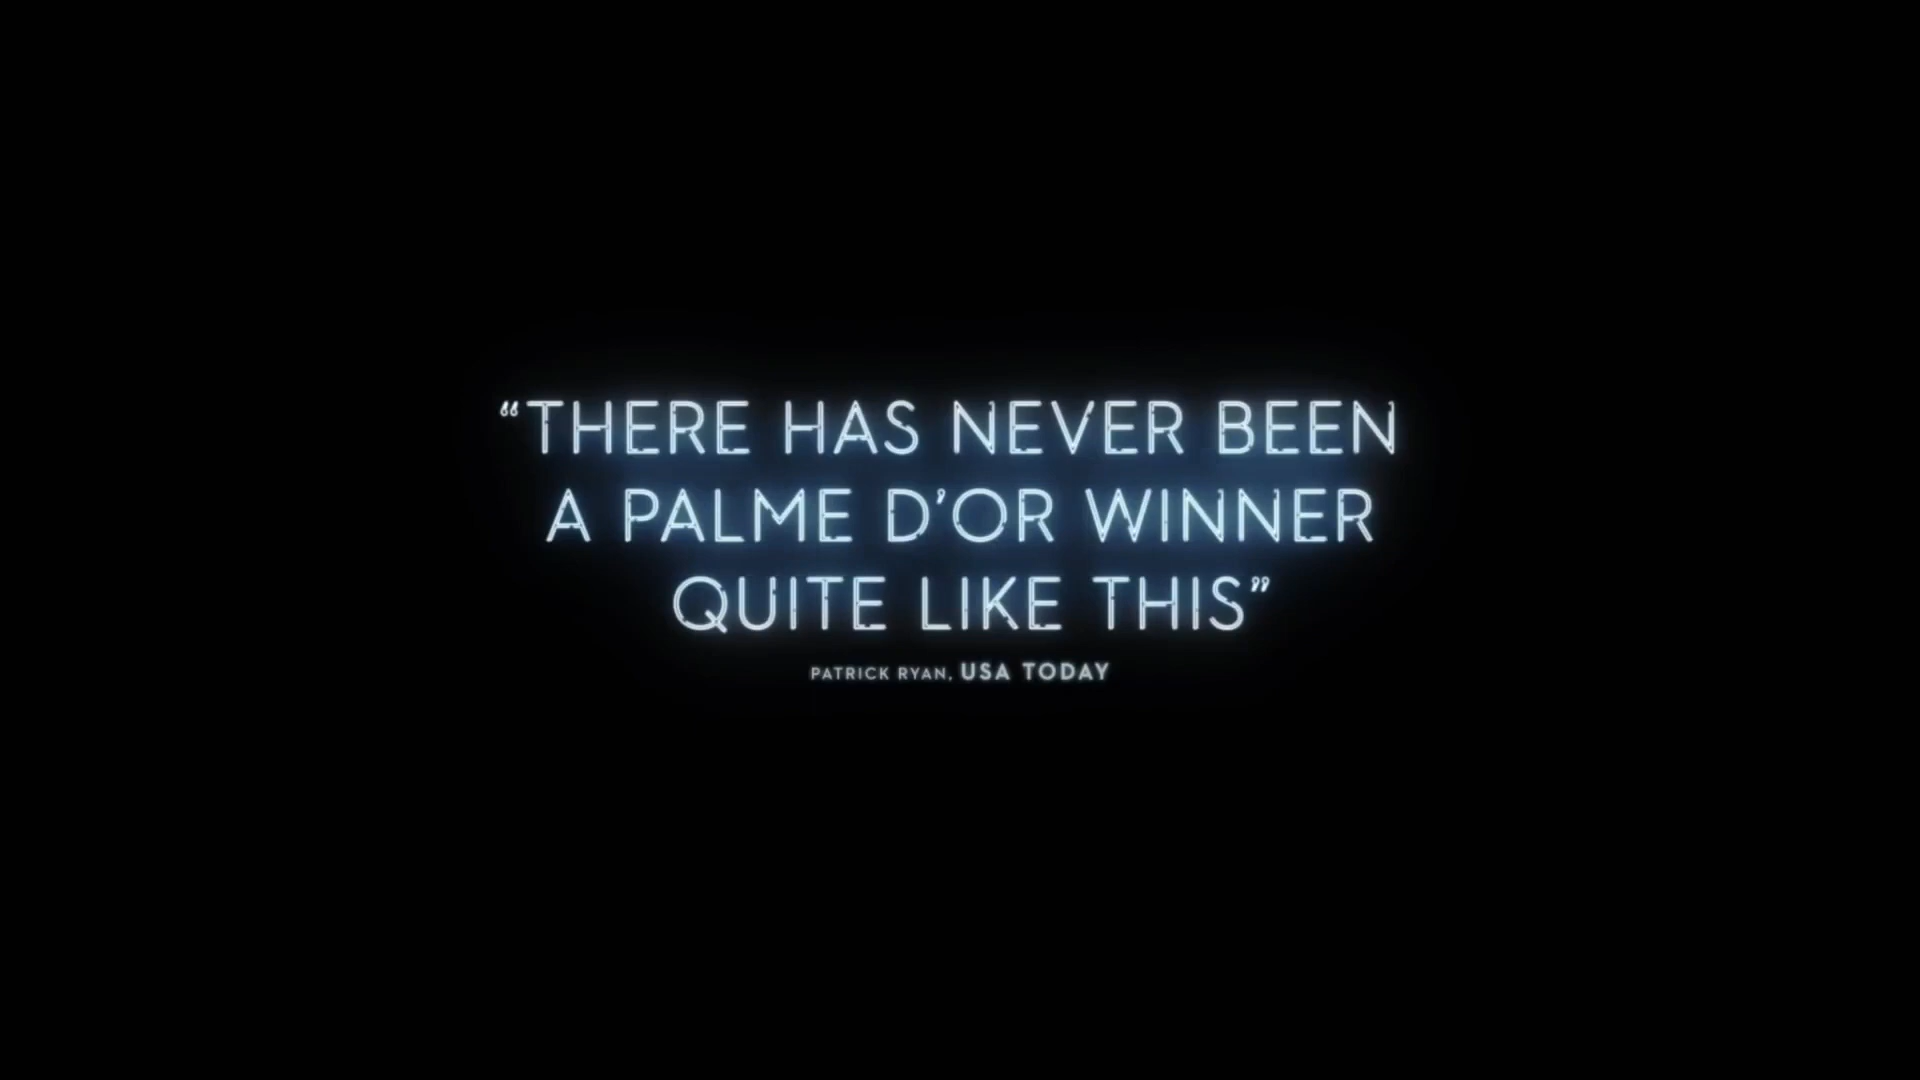 “THERE HAS NEVER BEEN
A PALME D’OR WINNER
QUITE LIKE THIS”
PATRICK RYAN, USA TODAY